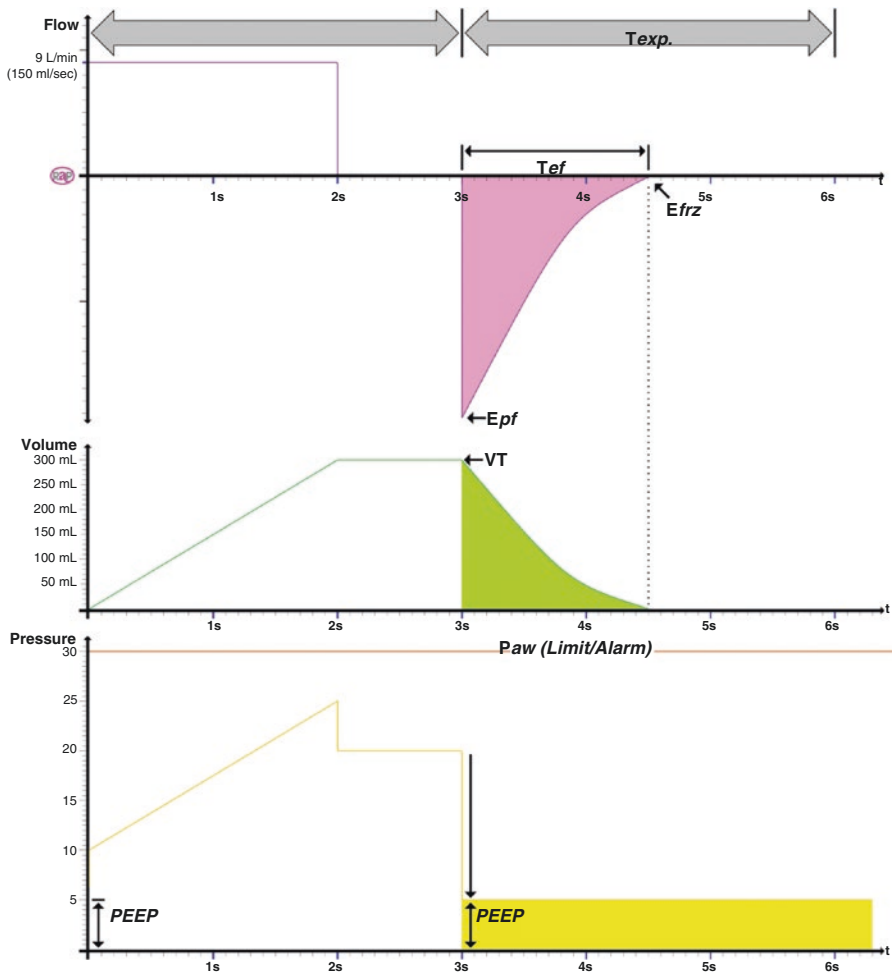 Flow
Texp.
9 L/min
(150 ml/sec)
Tef
t
1s 2s 3s 4s 5s 6s
Efrz
Epf
Volume
300 mL
VT
250 mL
200 mL
150 mL
100 mL
50 mL
t
1s 2s 3s 4s 5s 6s
Pressure
Paw (Limit/Alarm)
30
25
20
15
10
5
PEEP PEEP
t
1s 2s 3s 4s 5s 6s